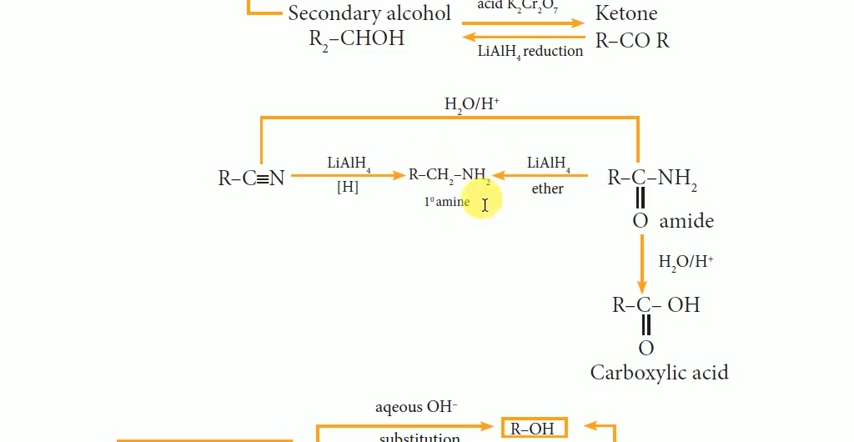 Secondary alcohol
acid K₂Cr₂O₇
Ketone
R₂–CHOH
LiAlH₄ reduction
R–CO R
H₂O/H⁺
R–C≡N
LiAlH₄
[H]
R–CH₂–NH₂
1⁰ amine
LiAlH₄
ether
R–C–NH₂
O amide
H₂O/H⁺
R–C– OH
O
Carboxylic acid
aqeous OH⁻
substitution
R–OH